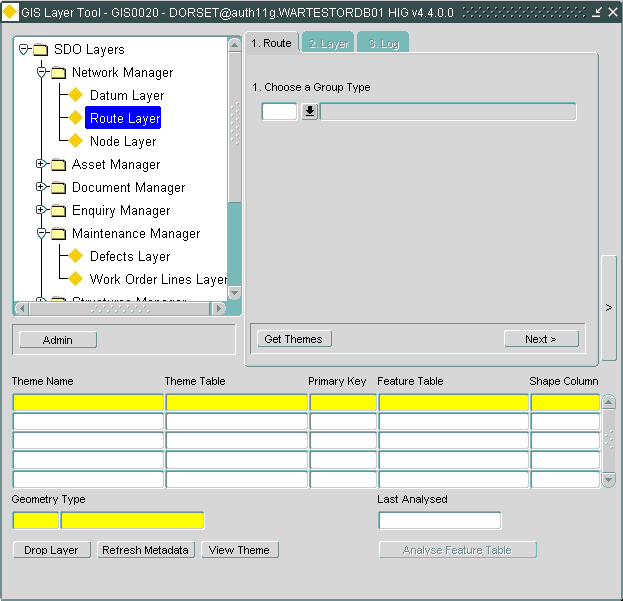 GIS Layer Tool - GIS0020 - DORSET@auth11g.WARTESTORDB01 HIG v4.4.0.0
SDO Layers
Network Manager
Datum Layer
Route Layer
Node Layer
Asset Manager
Document Manager
Enquiry Manager
Maintenance Manager
Defects Layer
Work Order Lines Layer
Structures Manager
Admin
1. Route
2. Layer
3. Log
1. Choose a Group Type
Get Themes
Next >
>
Theme Name
Theme Table
Primary Key
Feature Table
Shape Column
Geometry Type
Last Analysed
Drop Layer
Refresh Metadata
View Theme
Analyse Feature Table